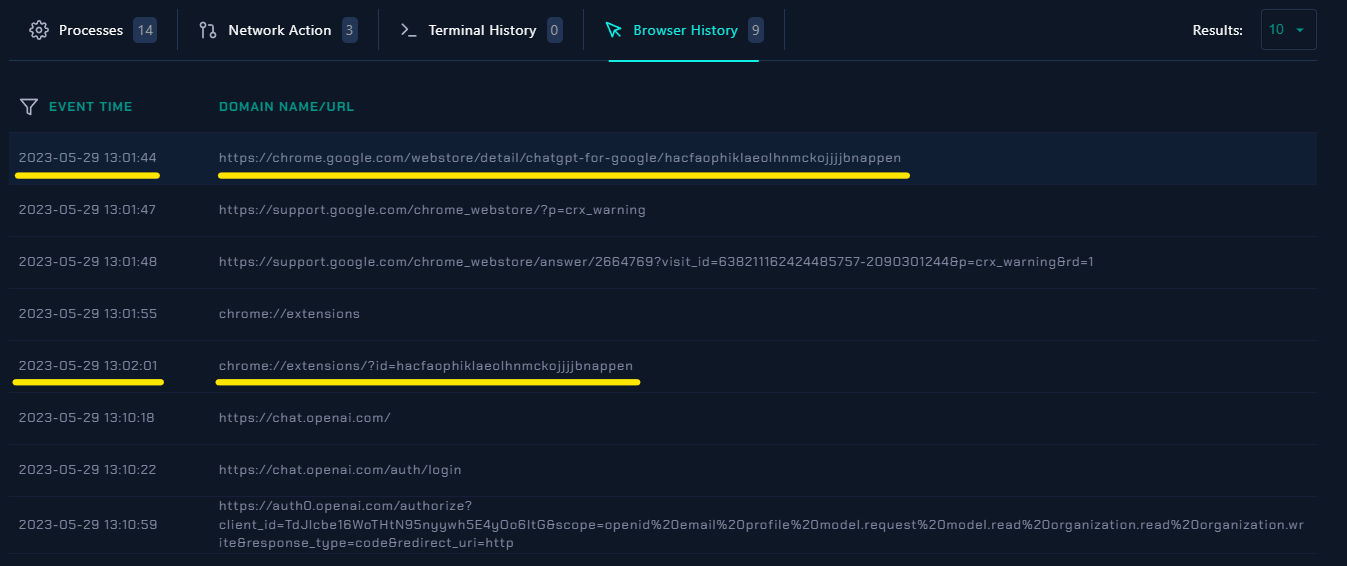 Processes 14 Network Action 3 Terminal History 0 Browser History 9 Results: 10
EVENT TIME DOMAIN NAME/URL
2023-05-29 13:01:44 https://chrome.google.com/webstore/detail/chatgpt-for-google/hacfaophiklaeolhnmckojjjjbnappen
2023-05-29 13:01:47 https://support.google.com/chrome_webstore/?p=crx_warning
2023-05-29 13:01:48 https://support.google.com/chrome_webstore/answer/2664769?visit_id=638211162424485757-2090301244&p=crx_warning&rd=1
2023-05-29 13:01:55 chrome://extensions
2023-05-29 13:02:01 chrome://extensions/?id=hacfaophiklaeolhnmckojjjjbnappen
2023-05-29 13:10:18 https://chat.openai.com/
2023-05-29 13:10:22 https://chat.openai.com/auth/login
https://auth0.openai.com/authorize?
2023-05-29 13:10:59 client_id=TdJIcbe16WoTHtN95nyywh5E4yOo6ItG&scope=openid%20email%20profile%20model.request%20model.read%20organization.read%20organization.wr
ite&response_type=code&redirect_uri=http